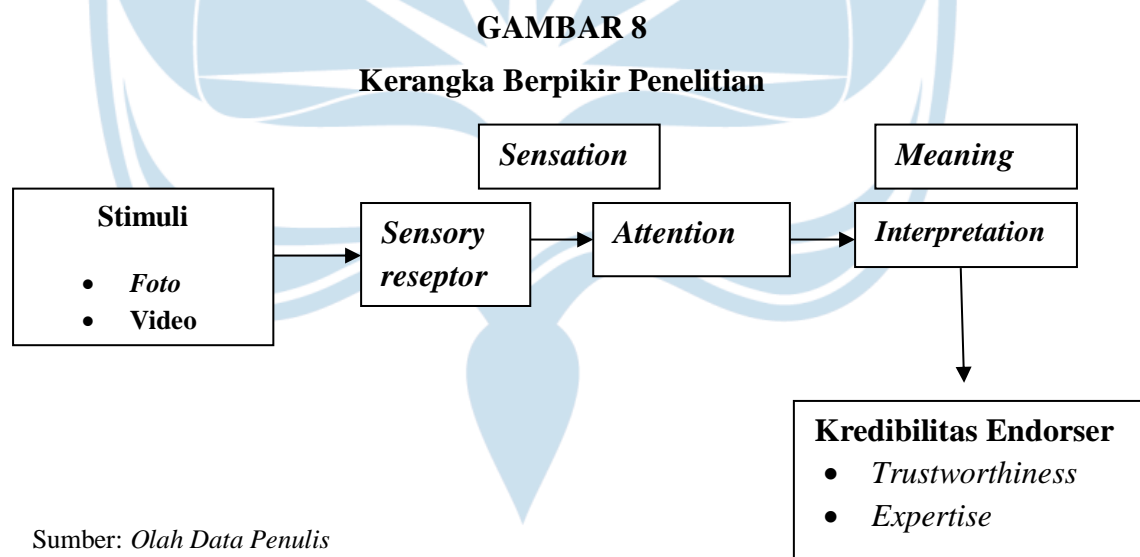 GAMBAR 8
Kerangka Berpikir Penelitian
Sensation
Meaning
Stimuli
• Foto
• Video
Sensory
reseptor
Attention
Interpretation
Kredibilitas Endorser
• Trustworthiness
• Expertise
Sumber: Olah Data Penulis